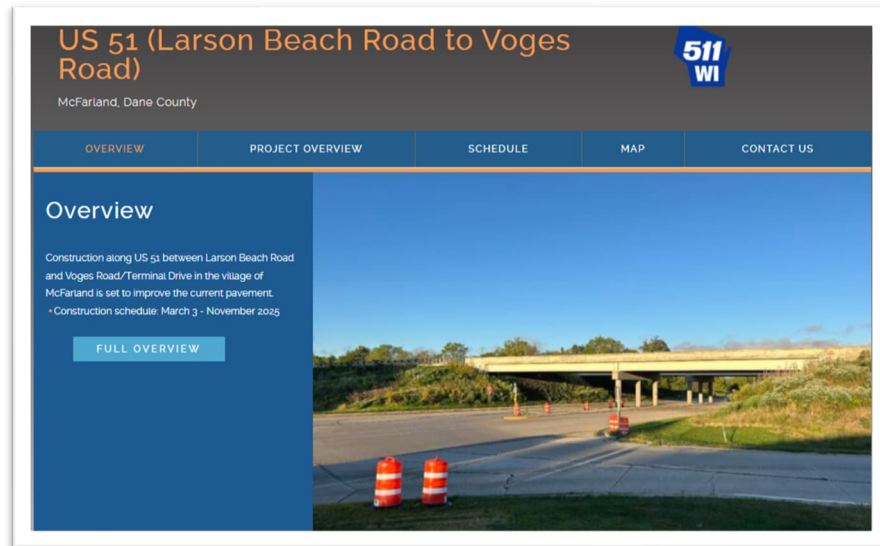 US 51 (Larson Beach Road to Voges
Road)
511
WI
McFarland, Dane County
OVERVIEW
PROJECT OVERVIEW
SCHEDULE
MAP
CONTACT US
Overview
Construction along US 51 between Larson Beach Road
and Voges Road/Terminal Drive in the village of
McFarland is set to improve the current pavement.
• Construction schedule: March 3 - November 2025
FULL OVERVIEW